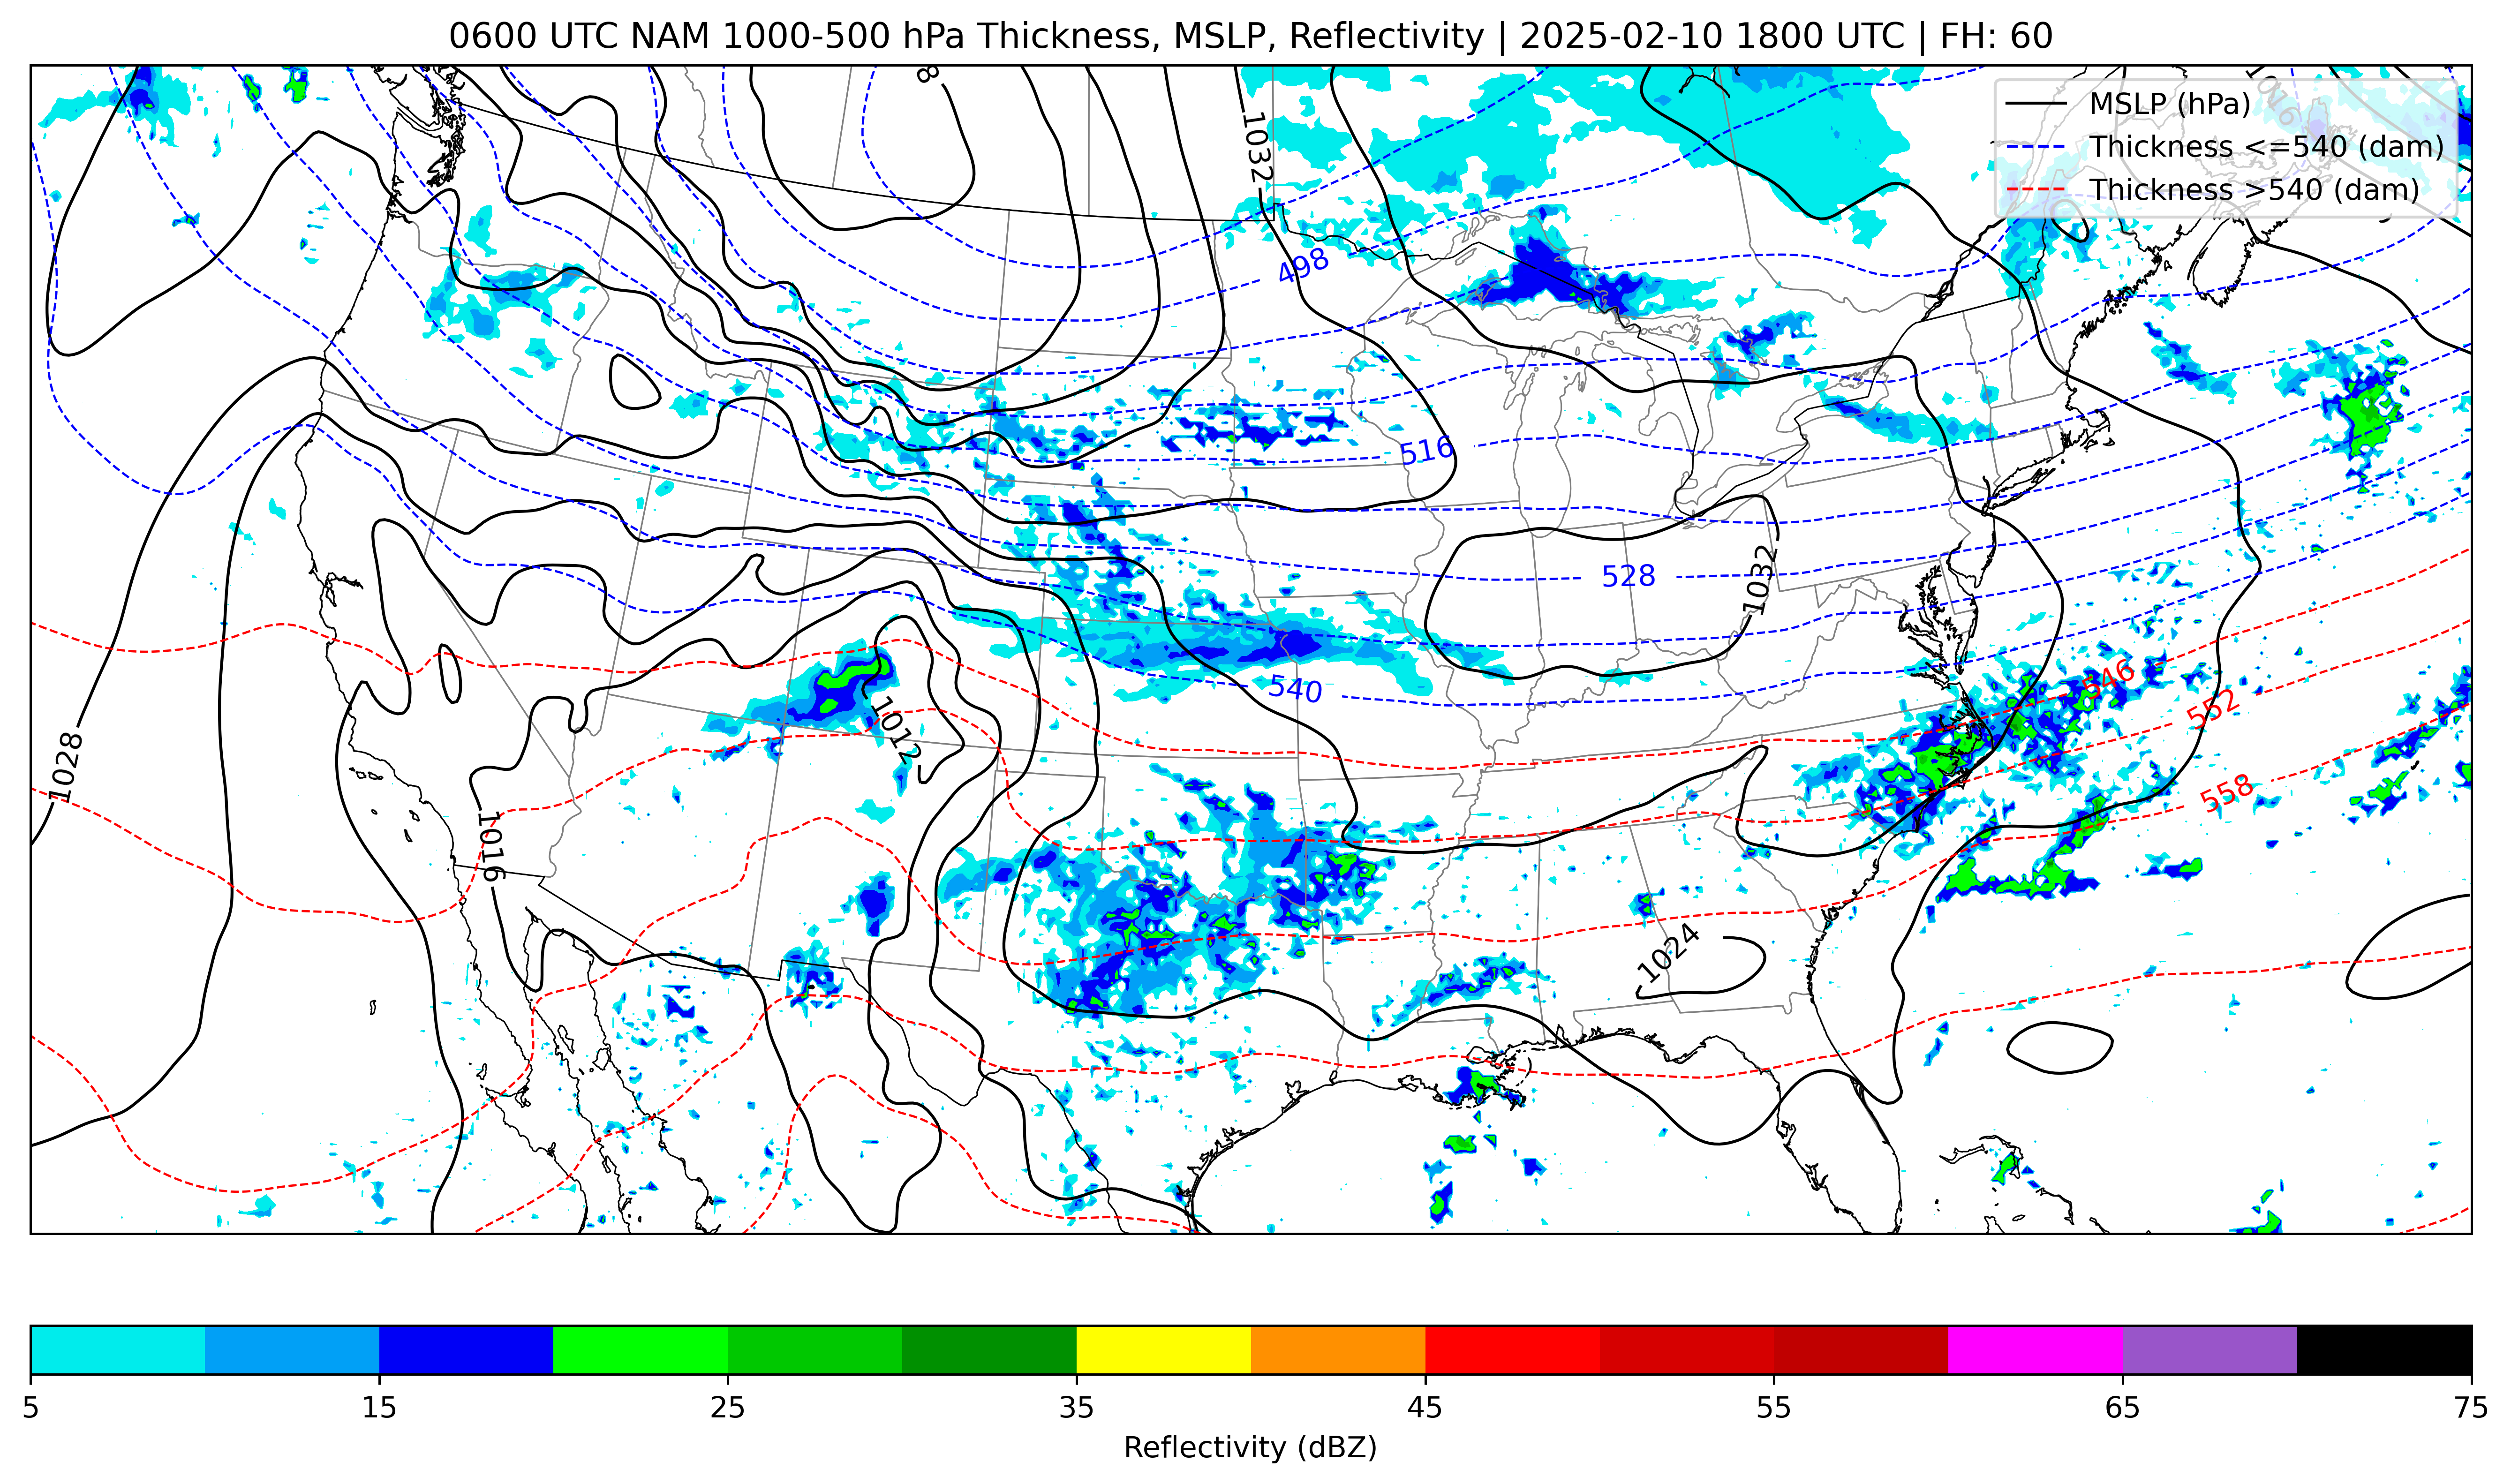 0600 UTC NAM 1000-500 hPa Thickness, MSLP, Reflectivity | 2025-02-10 1800 UTC | FH: 60
MSLP (hPa)
Thickness <=540 (dam)
Thickness >540 (dam)
1032
1016
498
516
1032
528
540
546
552
558
1012
1028
1016
1024
5 15 25 35 45 55 65 75
Reflectivity (dBZ)